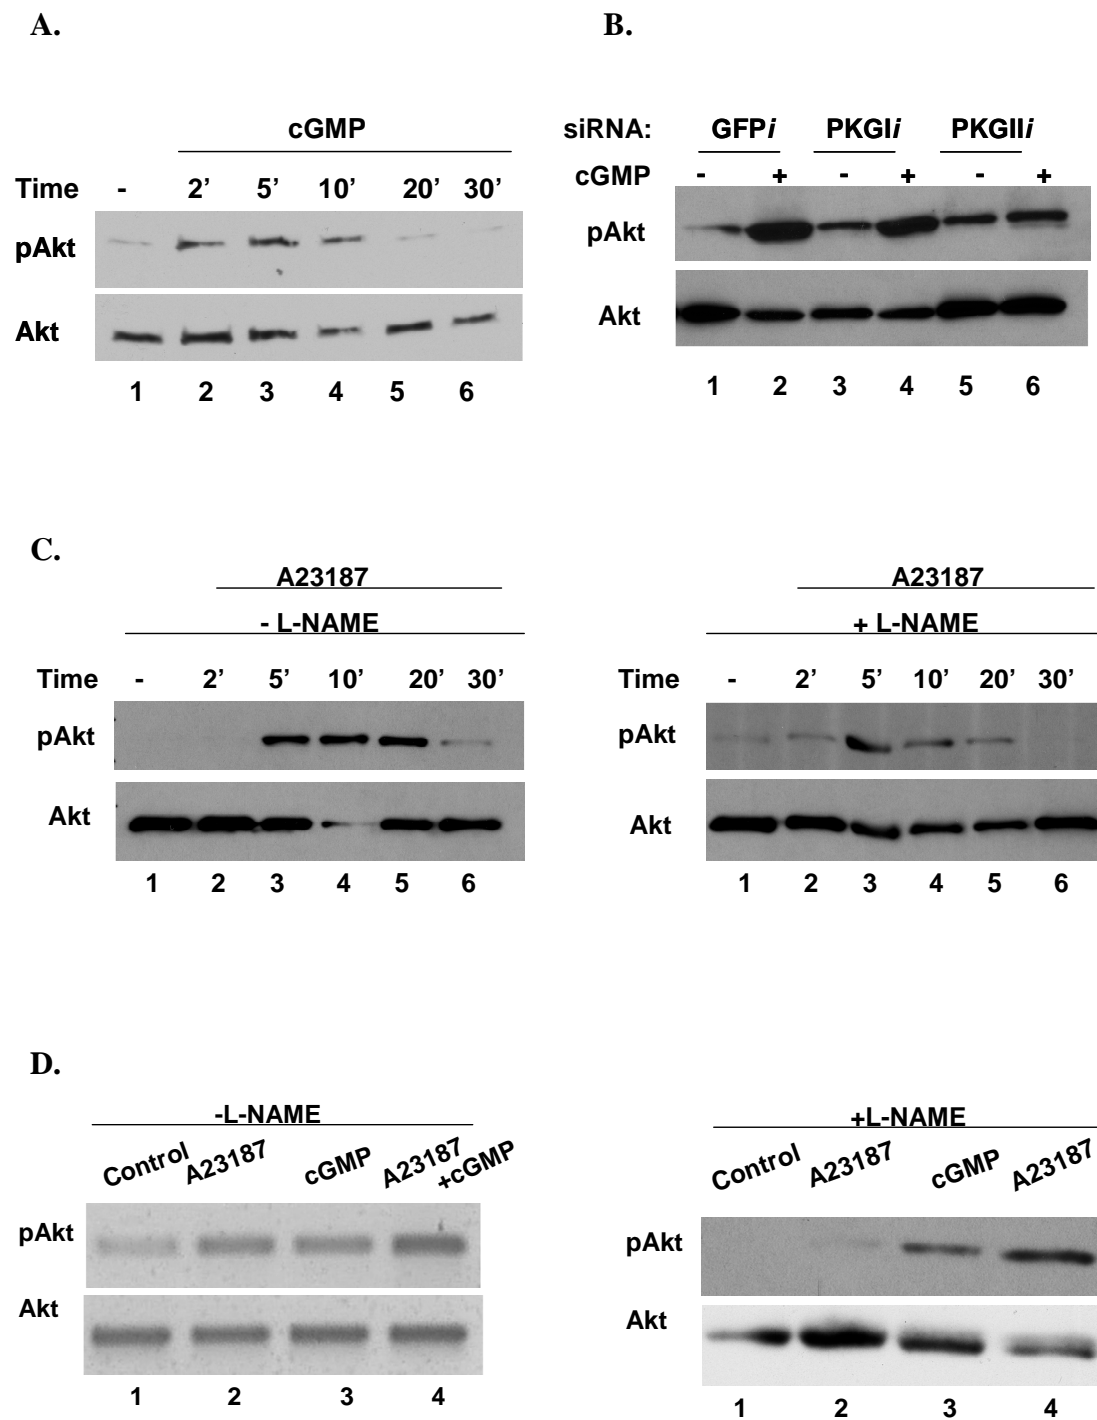 A.
B.
cGMP
Time - 2' 5' 10' 20' 30'
pAkt
Akt
1 2 3 4 5 6
siRNA: GFPi PKGIi PKGIIi
cGMP - + - + - +
pAkt
Akt
1 2 3 4 5 6
C.
A23187
- L-NAME
Time - 2' 5' 10' 20' 30'
pAkt
Akt
1 2 3 4 5 6
A23187
+ L-NAME
Time - 2' 5' 10' 20' 30'
pAkt
Akt
1 2 3 4 5 6
D.
-L-NAME
Control A23187 cGMP A23187
+cGMP
pAkt
Akt
1 2 3 4
+L-NAME
Control A23187 cGMP A23187
pAkt
Akt
1 2 3 4